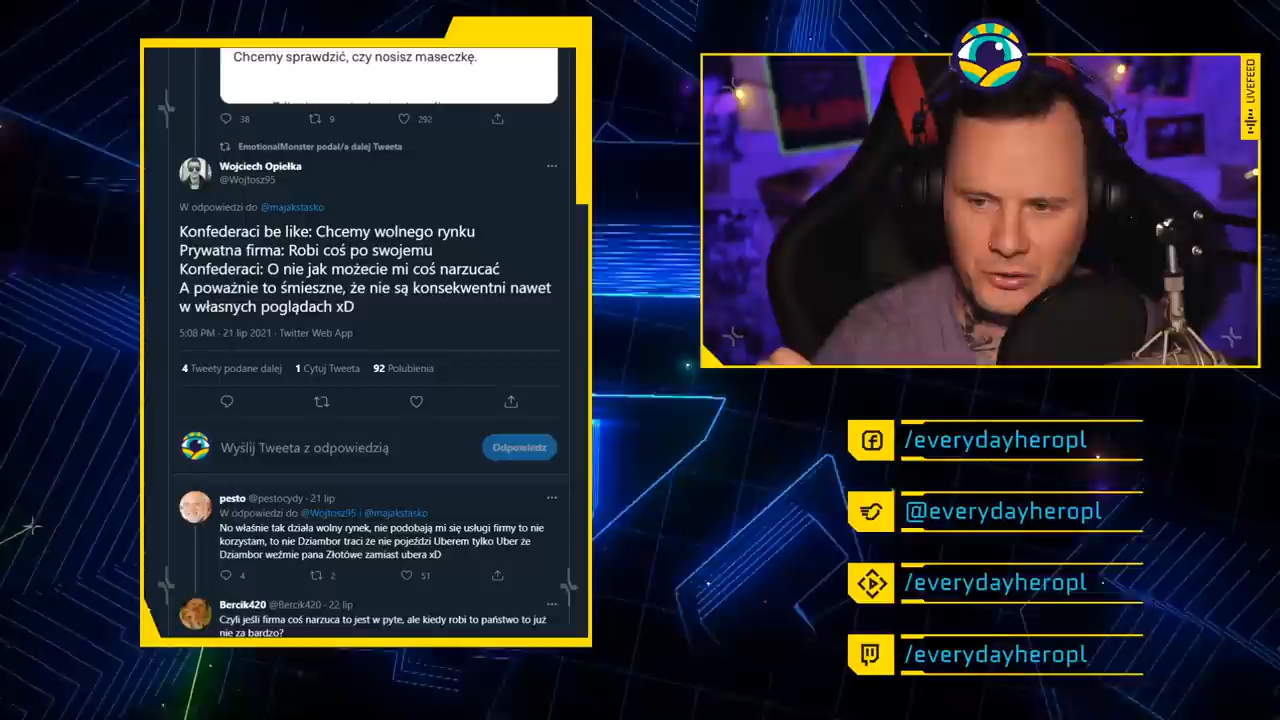 Chcemy sprawdzić, czy nosisz maseczkę.
38 9 292
EmotionalMonster podał/a dalej Tweeta
Wojciech Opiełka
@Wojtosz95
W odpowiedzi do @majakstasko
Konfederaci be like: Chcemy wolnego rynku
Prywatna firma: Robi coś po swojemu
Konfederaci: O nie jak możecie mi coś narzucać
A poważnie to śmieszne, że nie są konsekwentni nawet
w własnych poglądach xD
5:08 PM · 21 lip 2021 · Twitter Web App
4 Tweety podane dalej 1 Cytuj Tweeta 92 Polubienia
Wyślij Tweeta z odpowiedzią
Odpowiedz
pesto @pestocydy · 21 lip
W odpowiedzi do @Wojtosz95 i @majakstasko
No właśnie tak działa wolny rynek, nie podobają mi się usługi firmy to nie
korzystam, to nie Dziambor traci że nie pojeździ Uberem tylko Uber że
Dziambor weźmie pana Złotówe zamiast ubera xD
4 2 51
Bercik420 @Bercik420 · 22 lip
Czyli jeśli firma coś narzuca to jest w pyte, ale kiedy robi to państwo to już
nie za bardzo?
LIVEFEED
/everydayheropl
@everydayheropl
/everydayheropl
/everydayheropl